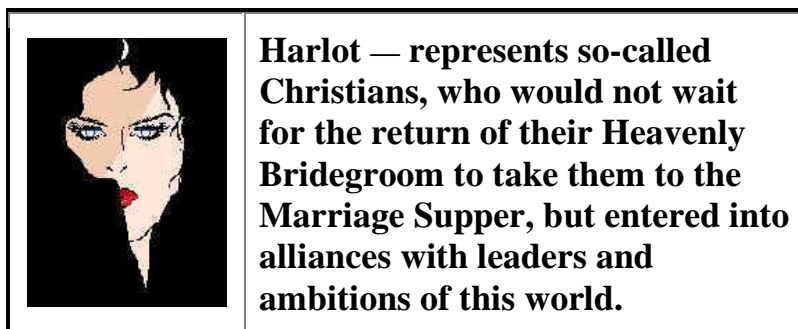 Harlot — represents so-called
Christians, who would not wait
for the return of their Heavenly
Bridegroom to take them to the
Marriage Supper, but entered into
alliances with leaders and
ambitions of this world.